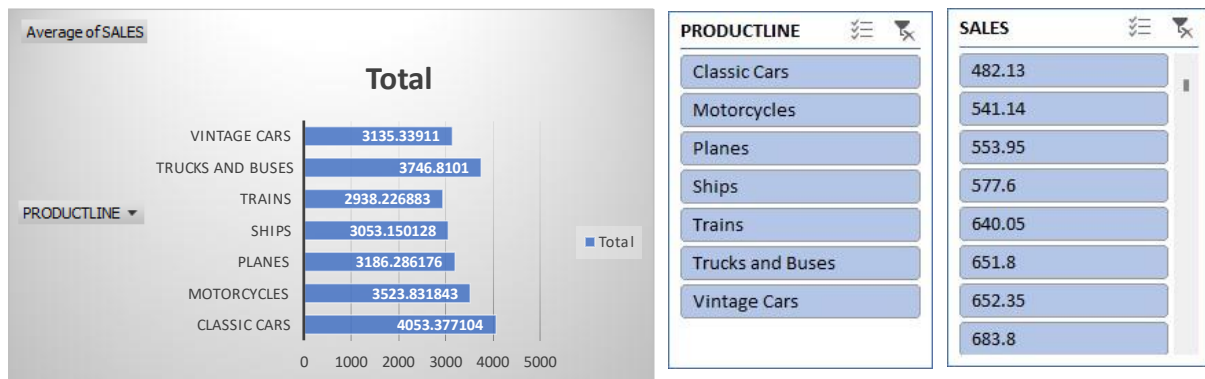 Average of SALES
Total
VINTAGE CARS 3135.33911
TRUCKS AND BUSES 3746.8101
TRAINS 2938.226883
PRODUCTLINE
SHIPS 3053.150128
Total
PLANES 3186.286176
MOTORCYCLES 3523.831843
CLASSIC CARS 4053.377104
0 1000 2000 3000 4000 5000
PRODUCTLINE
Classic Cars
Motorcycles
Planes
Ships
Trains
Trucks and Buses
Vintage Cars
SALES
482.13
541.14
553.95
577.6
640.05
651.8
652.35
683.8